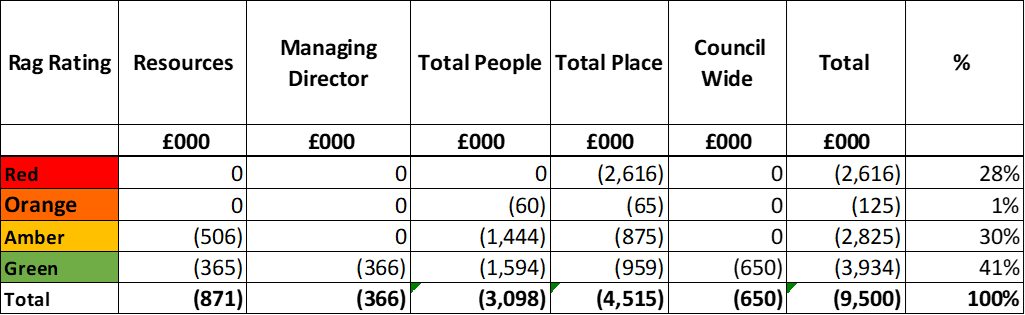 Rag Rating Resources Managing Director Total People Total Place Council Wide Total %
£000 £000 £000 £000 £000 £000
Red 0 0 0 (2,616) 0 (2,616) 28%
Orange 0 0 (60) (65) 0 (125) 1%
Amber (506) 0 (1,444) (875) 0 (2,825) 30%
Green (365) (366) (1,594) (959) (650) (3,934) 41%
Total (871) (366) (3,098) (4,515) (650) (9,500) 100%